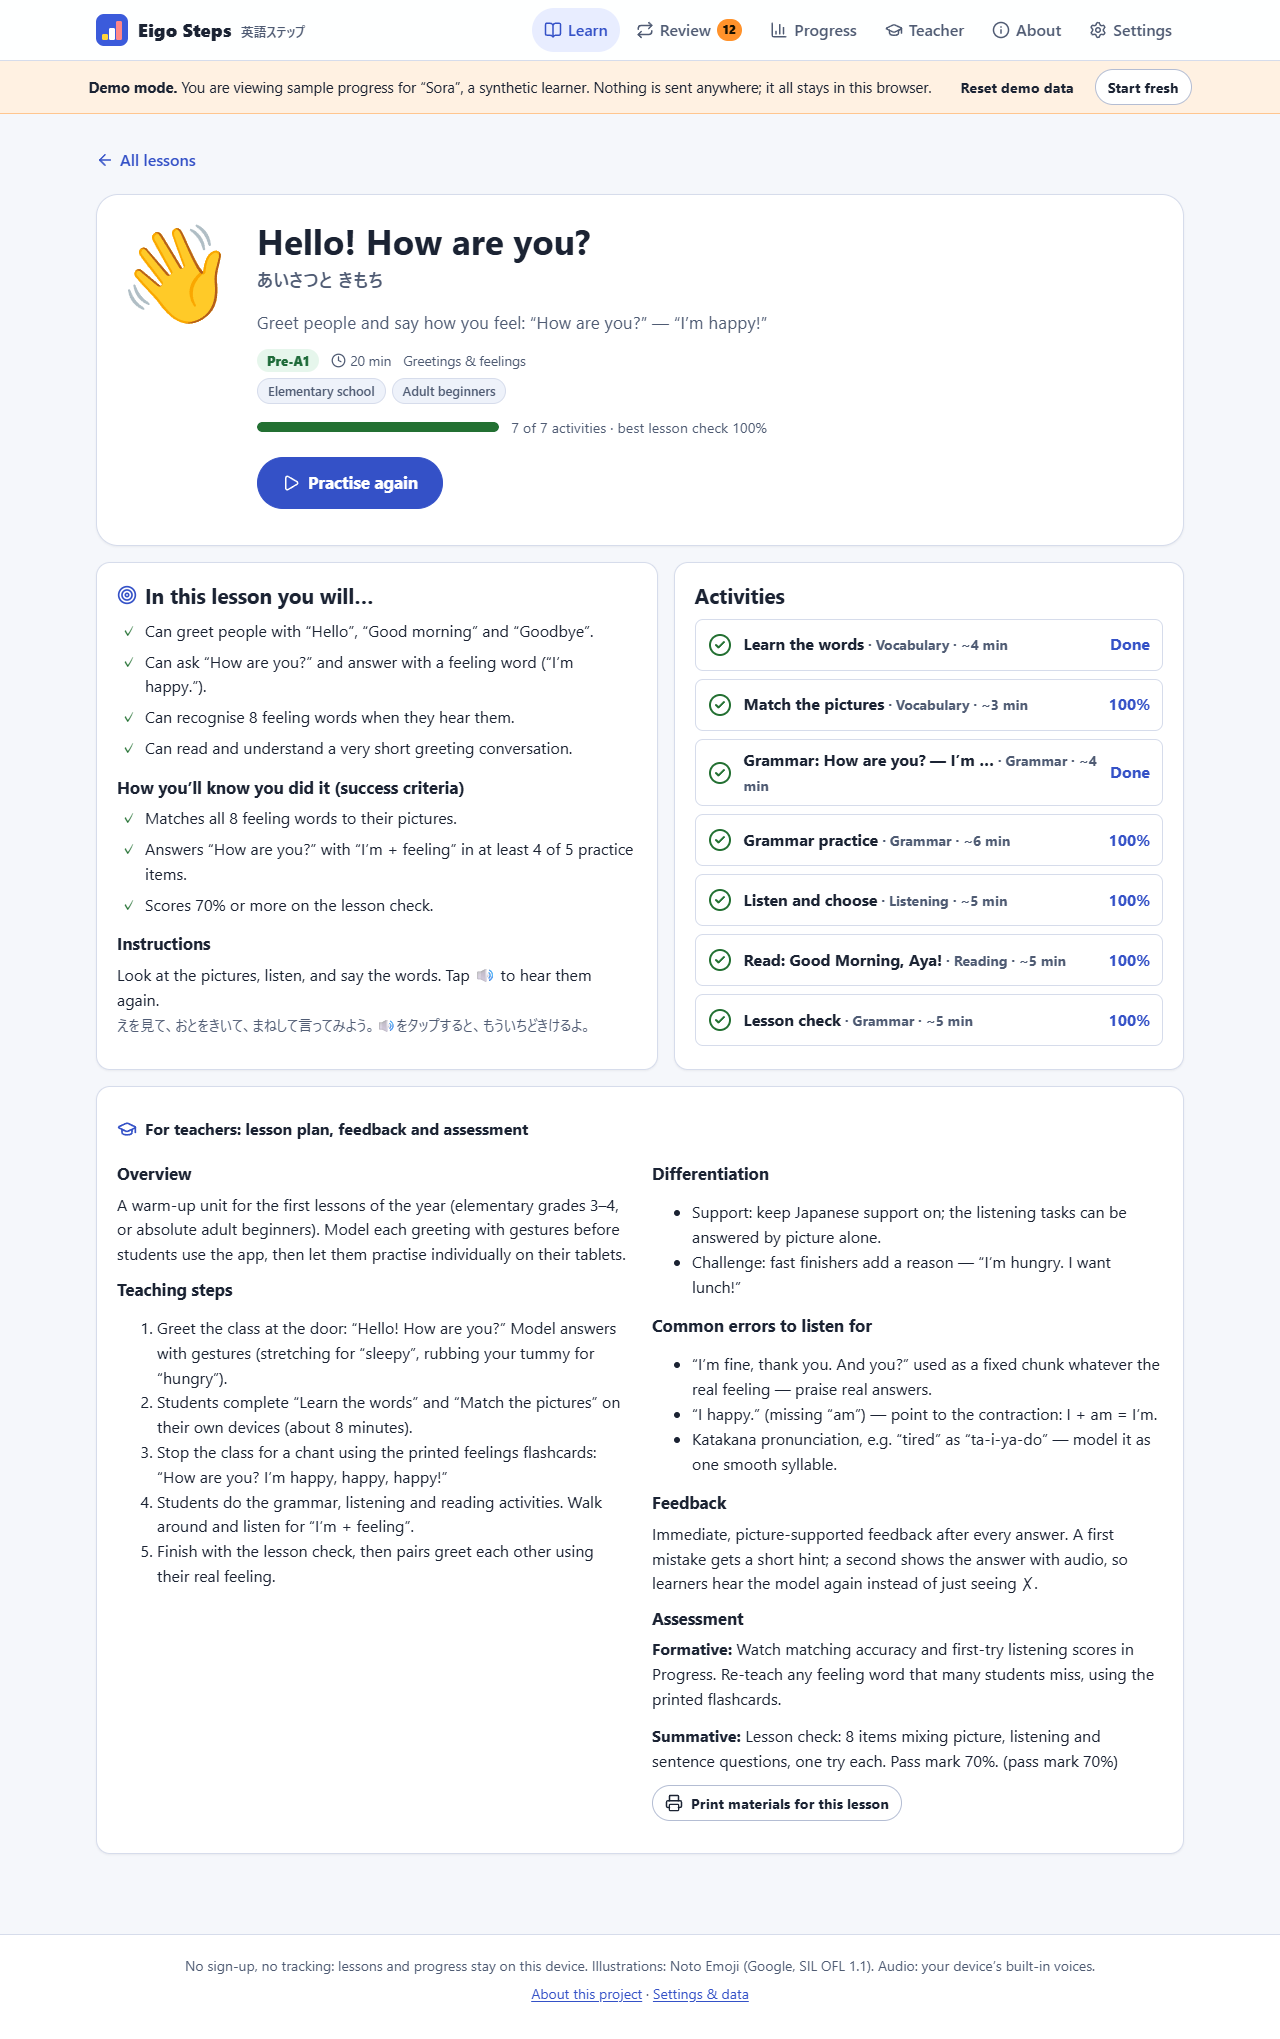 Eigo Steps 英語ステップ
Learn
Review 12
Progress
Teacher
About
Settings
Demo mode. You are viewing sample progress for “Sora”, a synthetic learner. Nothing is sent anywhere; it all stays in this browser.
Reset demo data
Start fresh
All lessons
Hello! How are you?
あいさつと きもち
Greet people and say how you feel: “How are you?” — “I’m happy!”
Pre-A1 20 min Greetings & feelings
Elementary school Adult beginners
7 of 7 activities · best lesson check 100%
Practise again
In this lesson you will…
✓ Can greet people with “Hello”, “Good morning” and “Goodbye”.
✓ Can ask “How are you?” and answer with a feeling word (“I’m
happy.”).
✓ Can recognise 8 feeling words when they hear them.
✓ Can read and understand a very short greeting conversation.
How you’ll know you did it (success criteria)
✓ Matches all 8 feeling words to their pictures.
✓ Answers “How are you?” with “I’m + feeling” in at least 4 of 5 practice
items.
✓ Scores 70% or more on the lesson check.
Instructions
Look at the pictures, listen, and say the words. Tap 🔊 to hear them
again.
えを見て、おとをきいて、まねして言ってみよう。🔊をタップすると、もういちどきけるよ。
Activities
Learn the words · Vocabulary · ~4 min Done
Match the pictures · Vocabulary · ~3 min 100%
Grammar: How are you? — I’m … · Grammar · ~4
min Done
Grammar practice · Grammar · ~6 min 100%
Listen and choose · Listening · ~5 min 100%
Read: Good Morning, Aya! · Reading · ~5 min 100%
Lesson check · Grammar · ~5 min 100%
For teachers: lesson plan, feedback and assessment
Overview
A warm-up unit for the first lessons of the year (elementary grades 3–4,
or absolute adult beginners). Model each greeting with gestures before
students use the app, then let them practise individually on their tablets.
Teaching steps
1. Greet the class at the door: “Hello! How are you?” Model answers
with gestures (stretching for “sleepy”, rubbing your tummy for
“hungry”).
2. Students complete “Learn the words” and “Match the pictures” on
their own devices (about 8 minutes).
3. Stop the class for a chant using the printed feelings flashcards:
“How are you? I’m happy, happy, happy!”
4. Students do the grammar, listening and reading activities. Walk
around and listen for “I’m + feeling”.
5. Finish with the lesson check, then pairs greet each other using
their real feeling.
Differentiation
• Support: keep Japanese support on; the listening tasks can be
answered by picture alone.
• Challenge: fast finishers add a reason — “I’m hungry. I want
lunch!”
Common errors to listen for
• “I’m fine, thank you. And you?” used as a fixed chunk whatever the
real feeling — praise real answers.
• “I happy.” (missing “am”) — point to the contraction: I + am = I’m.
• Katakana pronunciation, e.g. “tired” as “ta-i-ya-do” — model it as
one smooth syllable.
Feedback
Immediate, picture-supported feedback after every answer. A first
mistake gets a short hint; a second shows the answer with audio, so
learners hear the model again instead of just seeing ✗.
Assessment
Formative: Watch matching accuracy and first-try listening scores in
Progress. Re-teach any feeling word that many students miss, using the
printed flashcards.
Summative: Lesson check: 8 items mixing picture, listening and
sentence questions, one try each. Pass mark 70%. (pass mark 70%)
Print materials for this lesson
No sign-up, no tracking: lessons and progress stay on this device. Illustrations: Noto Emoji (Google, SIL OFL 1.1). Audio: your device’s built-in voices.
About this project · Settings & data